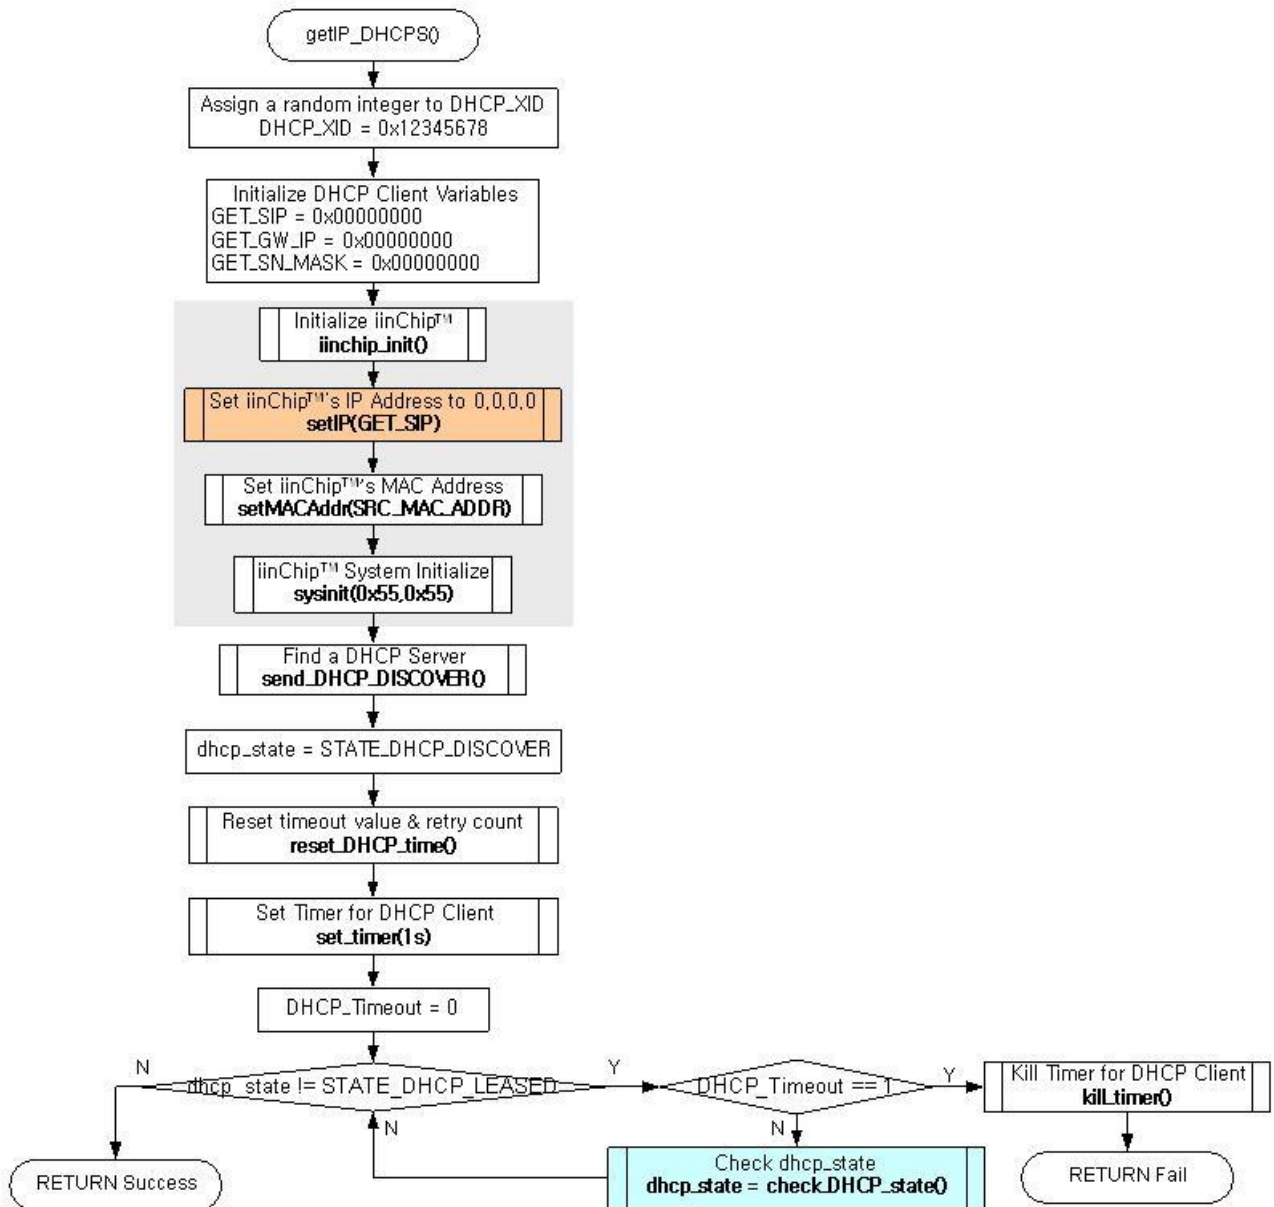 getIP_DHCPS()
Assign a random integer to DHCP_XID
DHCP_XID = 0x12345678
Initialize DHCP Client Variables
GET_SIP = 0x00000000
GET_GW_IP = 0x00000000
GET_SN_MASK = 0x00000000
Initialize iinChip™
iinchip_init()
Set iinChip™'s IP Address to 0,0,0,0
setIP(GET_SIP)
Set iinChip™'s MAC Address
setMACAddr(SRC_MAC_ADDR)
iinChip™ System Initialize
sysinit(0x55,0x55)
Find a DHCP Server
send_DHCP_DISCOVER()
dhcp_state = STATE_DHCP_DISCOVER
Reset timeout value & retry count
reset_DHCP_time()
Set Timer for DHCP Client
set_timer(1s)
DHCP_Timeout = 0
N
dhcp_state != STATE_DHCP_LEASED
Y
DHCP_Timeout == 1
Y
Kill Timer for DHCP Client
kill_timer()
N
N
RETURN Success
Check dhcp_state
dhcp_state = check_DHCP_state()
RETURN Fail